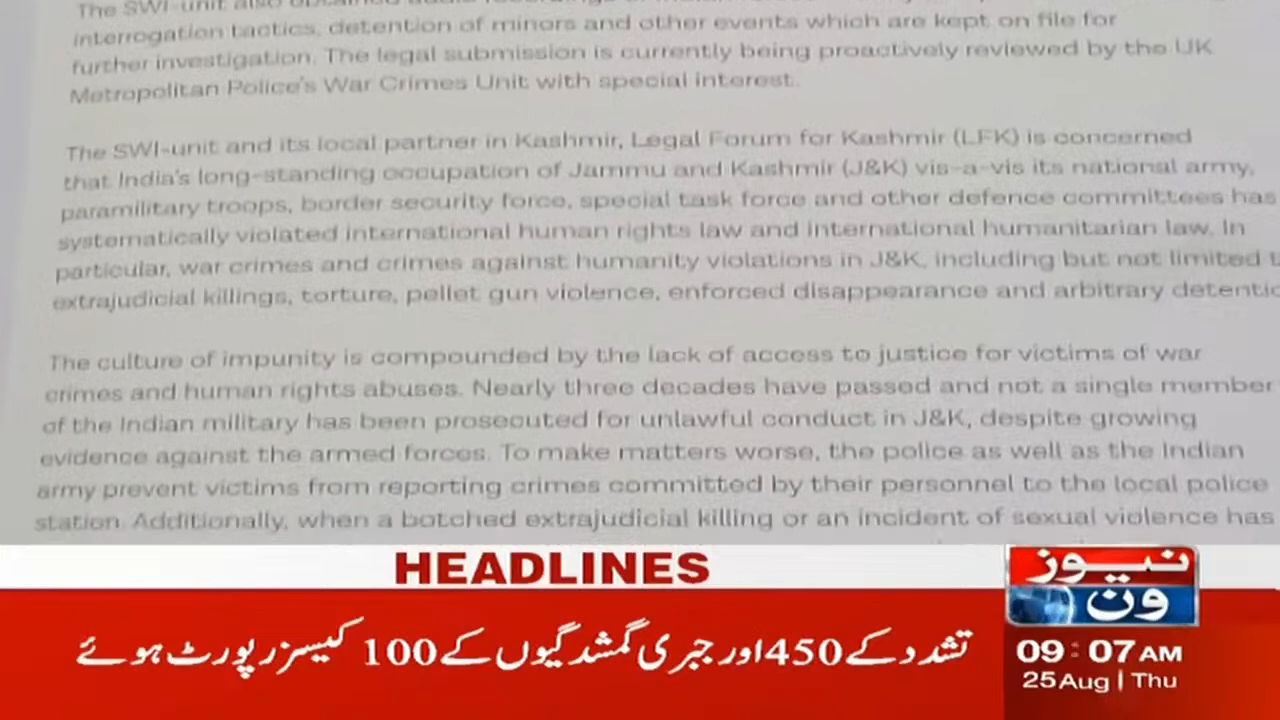 The SWI-unit also obtained audio recordings of
interrogation tactics, detention of minors and other events which are kept on file for
further investigation. The legal submission is currently being proactively reviewed by the UK
Metropolitan Police's War Crimes Unit with special interest.
The SWI-unit and its local partner in Kashmir, Legal Forum for Kashmir (LFK) is concerned
that India's long-standing occupation of Jammu and Kashmir (J&K) vis-a-vis its national army,
paramilitary troops, border security force, special task force and other defence committees has
systematically violated international human rights law and international humanitarian law. In
particular, war crimes and crimes against humanity violations in J&K, including but not limited t
extrajudicial killings, torture, pellet gun violence, enforced disappearance and arbitrary detentio
The culture of impunity is compounded by the lack of access to justice for victims of war
crimes and human rights abuses. Nearly three decades have passed and not a single member
of the Indian military has been prosecuted for unlawful conduct in J&K, despite growing
evidence against the armed forces. To make matters worse, the police as well as the Indian
army prevent victims from reporting crimes committed by their personnel to the local police
station. Additionally, when a botched extrajudicial killing or an incident of sexual violence has
HEADLINES
نیوز
ون
تشدد کے 450 اور جبری گمشدگیوں کے 100 کیسز رپورٹ ہوئے
09:07 AM
25 Aug | Thu